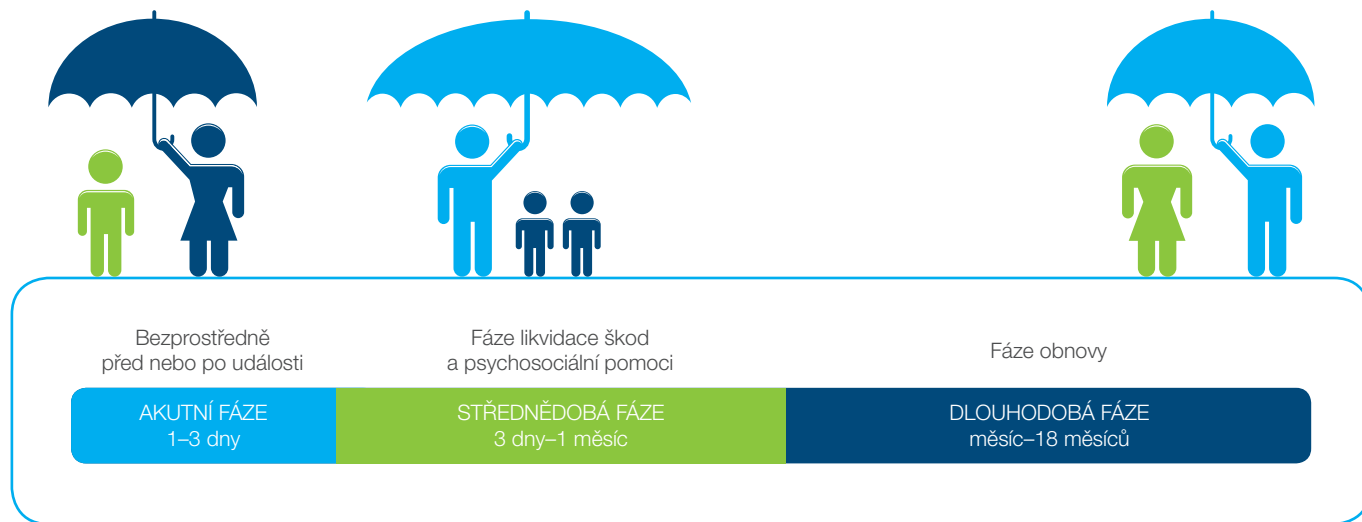 Bezprostředně
před nebo po události
Fáze likvidace škod
a psychosociální pomoci
Fáze obnovy
AKUTNÍ FÁZE
1–3 dny
STŘEDNĚDOBÁ FÁZE
3 dny–1 měsíc
DLOUHODOBÁ FÁZE
měsíc–18 měsíců